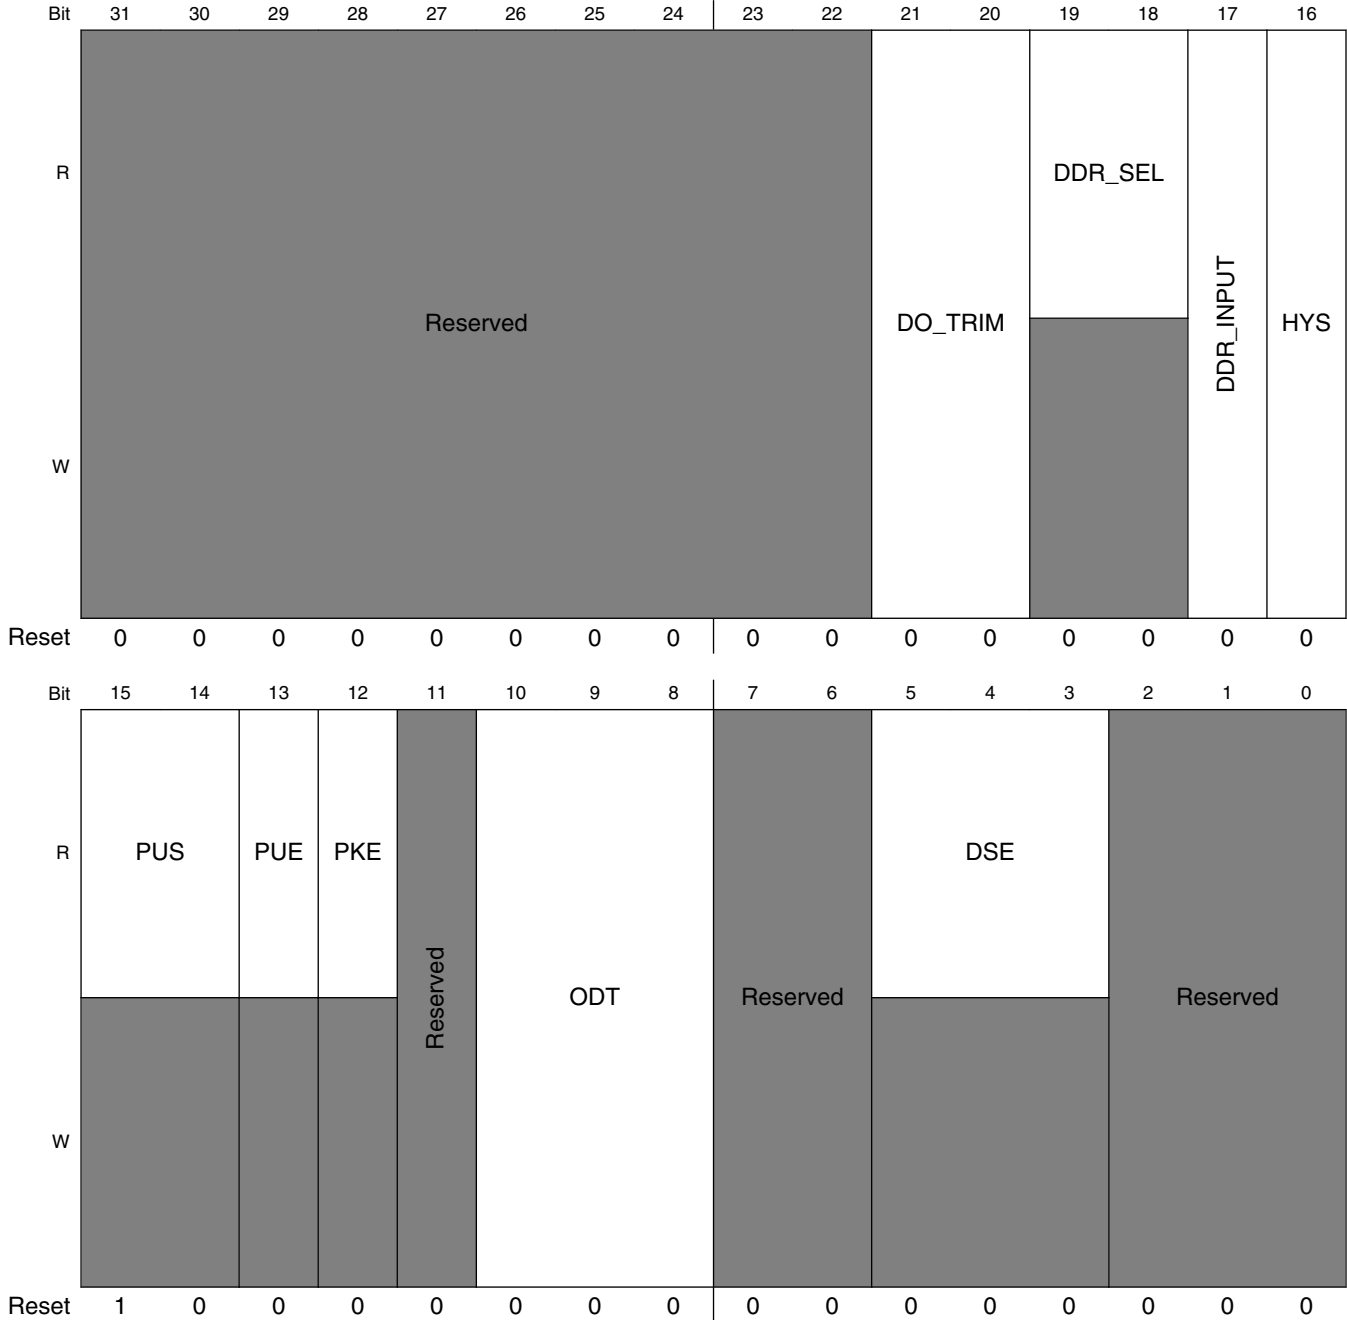 Bit 31 30 29 28 27 26 25 24 23 22 21 20 19 18 17 16
R
DDR_SEL
Reserved
DO_TRIM
DDR_INPUT
HYS
W
Reset 0 0 0 0 0 0 0 0 0 0 0 0 0 0 0 0
Bit 15 14 13 12 11 10 9 8 7 6 5 4 3 2 1 0
R PUS PUE PKE DSE
Reserved
ODT
Reserved
Reserved
W
Reset 1 0 0 0 0 0 0 0 0 0 0 0 0 0 0 0